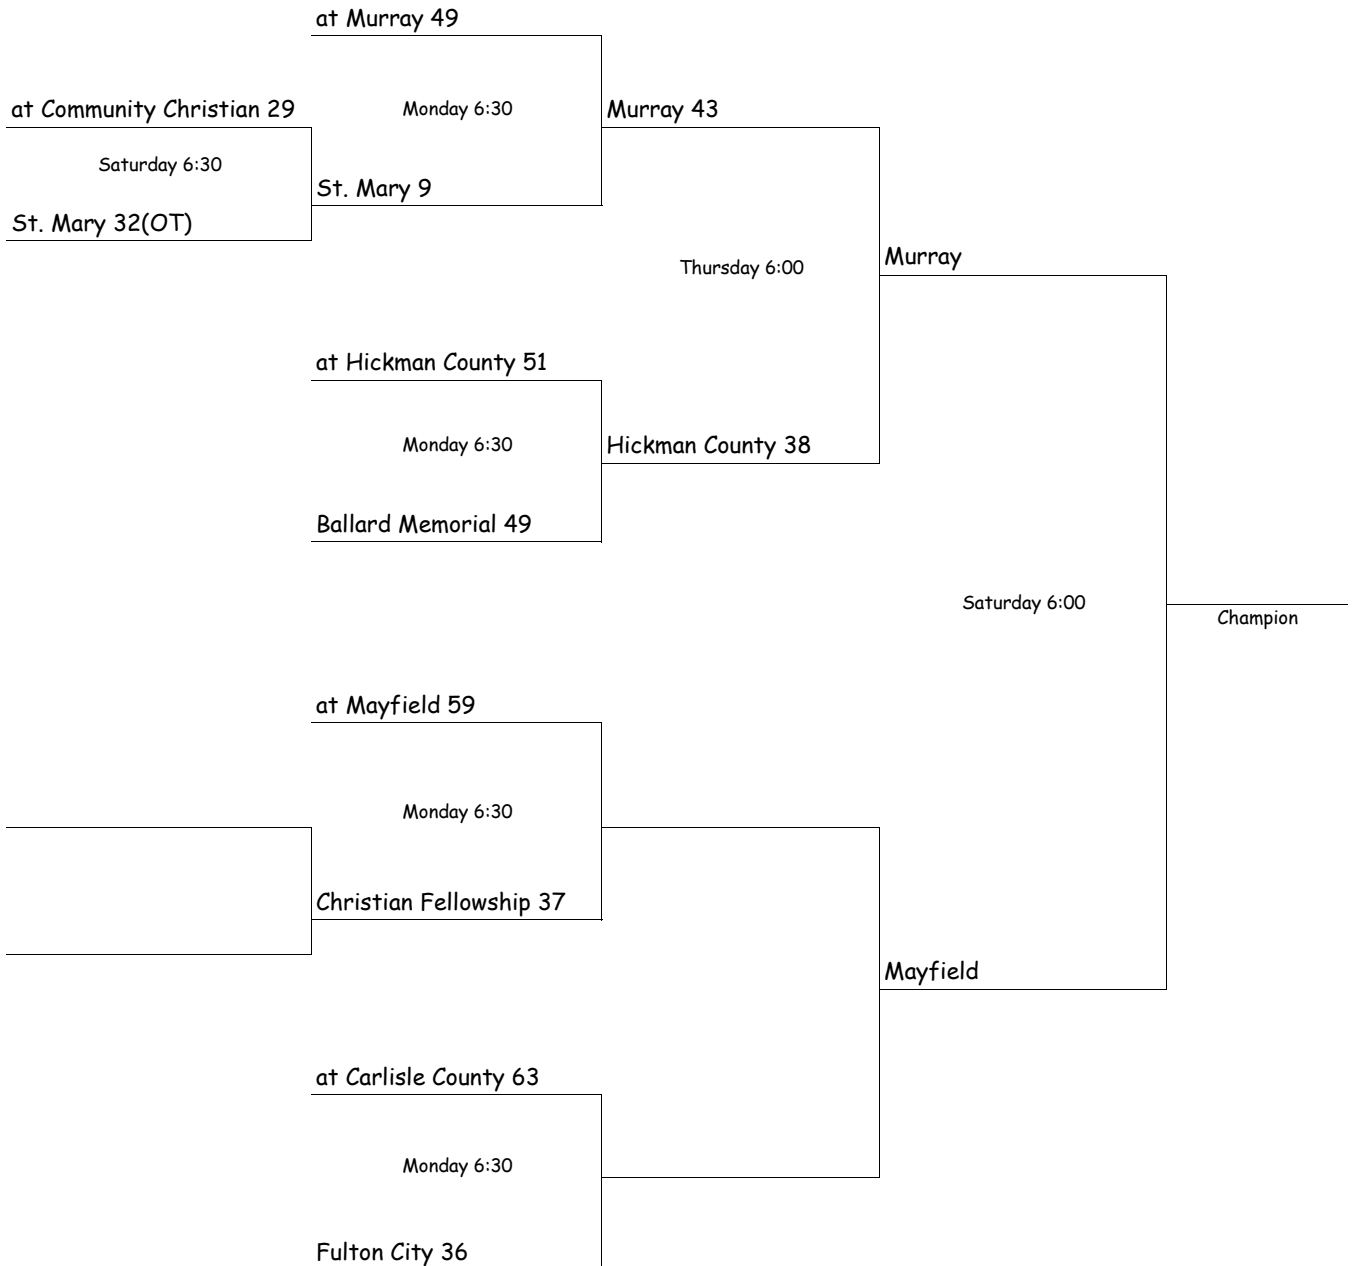 at Murray 49
at Community Christian 29
Monday 6:30
Murray 43
Saturday 6:30
St. Mary 9
St. Mary 32(OT)
Murray
Thursday 6:00
at Hickman County 51
Monday 6:30
Hickman County 38
Ballard Memorial 49
Saturday 6:00
Champion
at Mayfield 59
Monday 6:30
Christian Fellowship 37
Mayfield
at Carlisle County 63
Monday 6:30
Fulton City 36